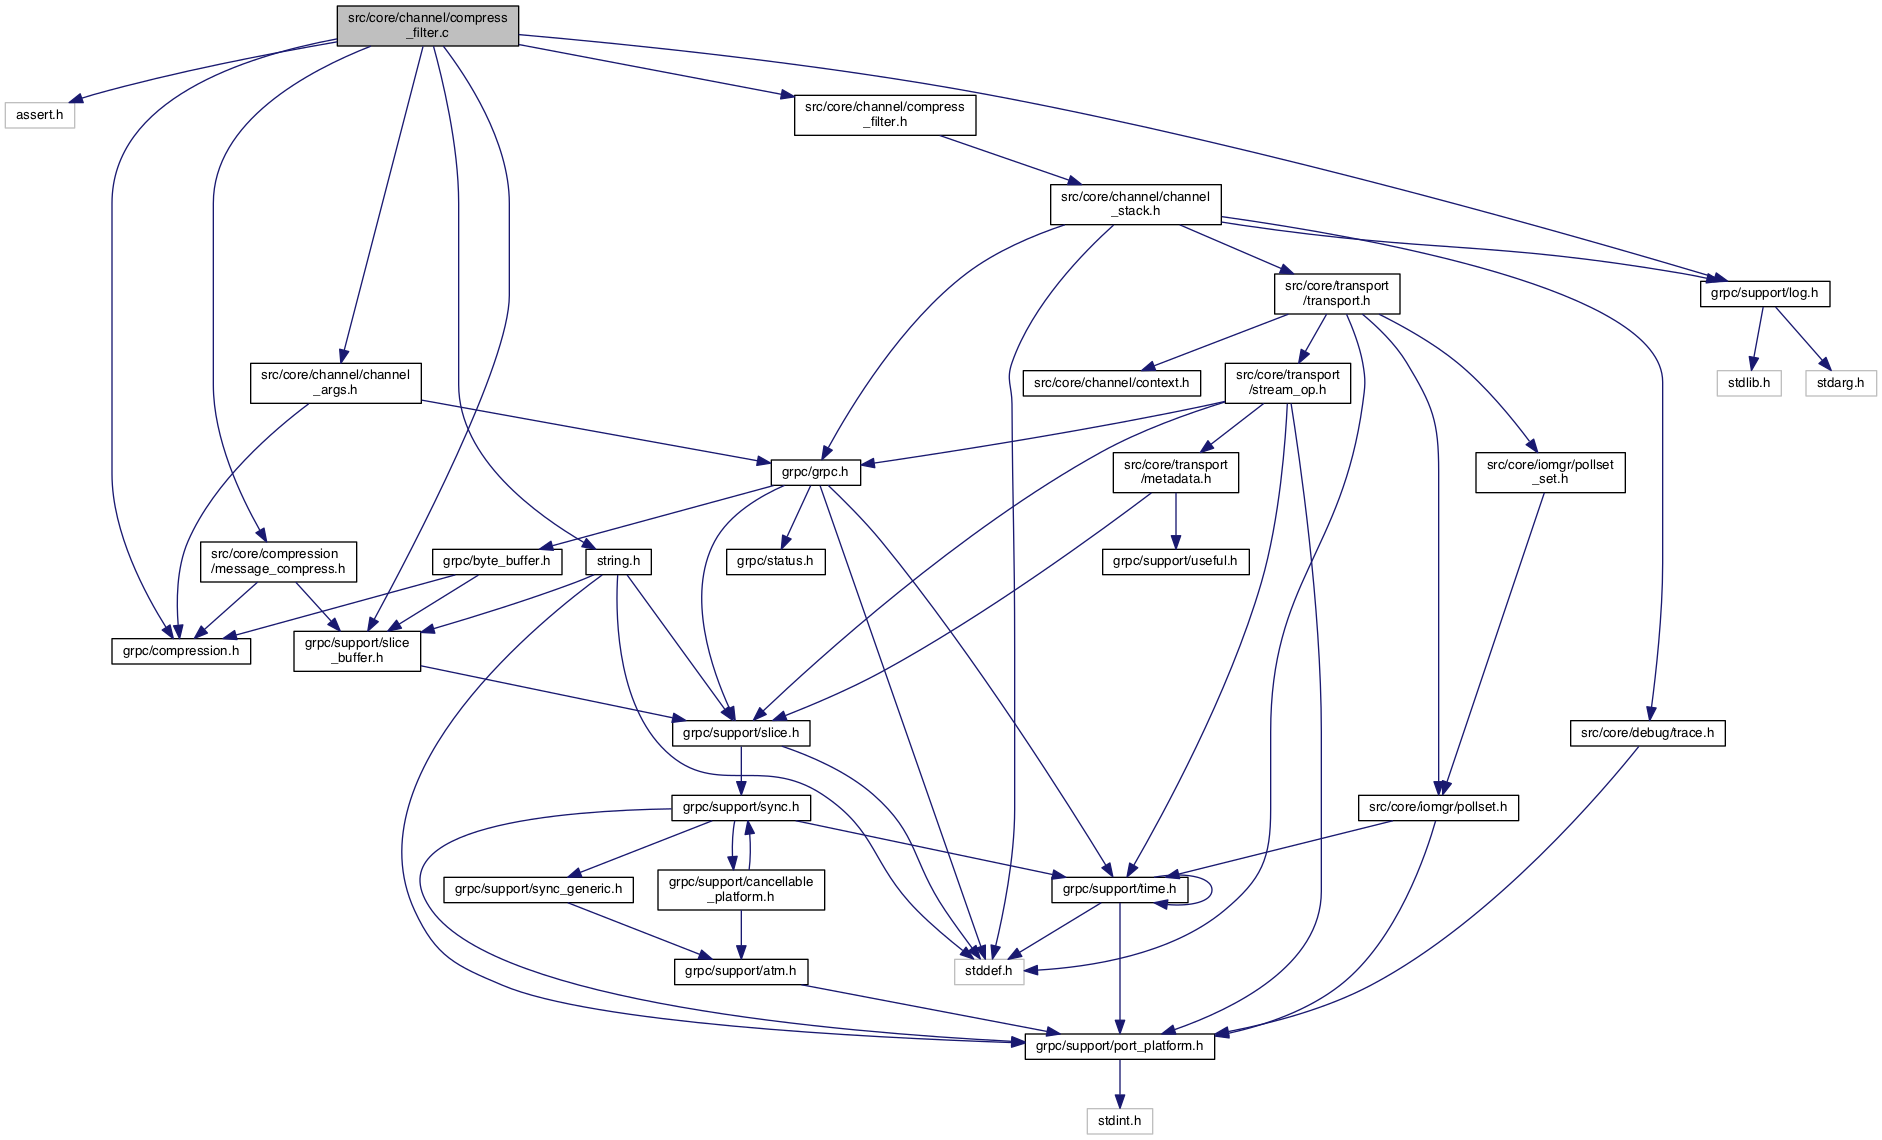 src/core/channel/compress
_filter.c
assert.h
src/core/channel/compress
_filter.h
src/core/channel/channel
_stack.h
src/core/transport
/transport.h
grpc/support/log.h
src/core/channel/channel
_args.h
src/core/channel/context.h
src/core/transport
/stream_op.h
stdlib.h
stdarg.h
grpc/grpc.h
src/core/transport
/metadata.h
src/core/iomgr/pollset
_set.h
src/core/compression
/message_compress.h
grpc/byte_buffer.h
string.h
grpc/status.h
grpc/support/useful.h
grpc/compression.h
grpc/support/slice
_buffer.h
grpc/support/slice.h
src/core/debug/trace.h
grpc/support/sync.h
src/core/iomgr/pollset.h
grpc/support/sync_generic.h
grpc/support/cancellable
_platform.h
grpc/support/time.h
grpc/support/atm.h
stddef.h
grpc/support/port_platform.h
stdint.h